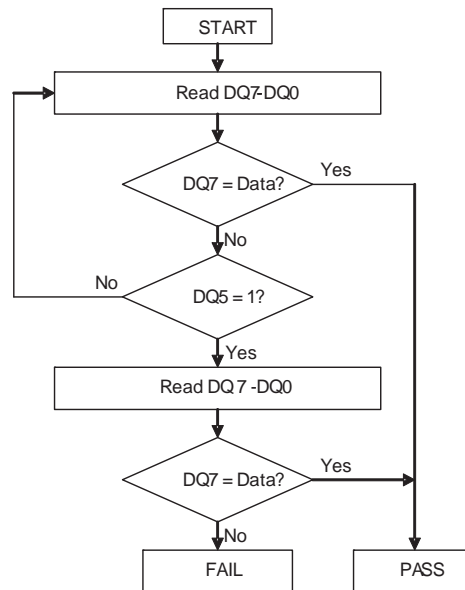 START
Read DQ7-DQ0
DQ7 = Data?
Yes
No
No
DQ5 = 1?
Yes
Read DQ 7 -DQ0
DQ7 = Data?
Yes
No
FAIL
PASS